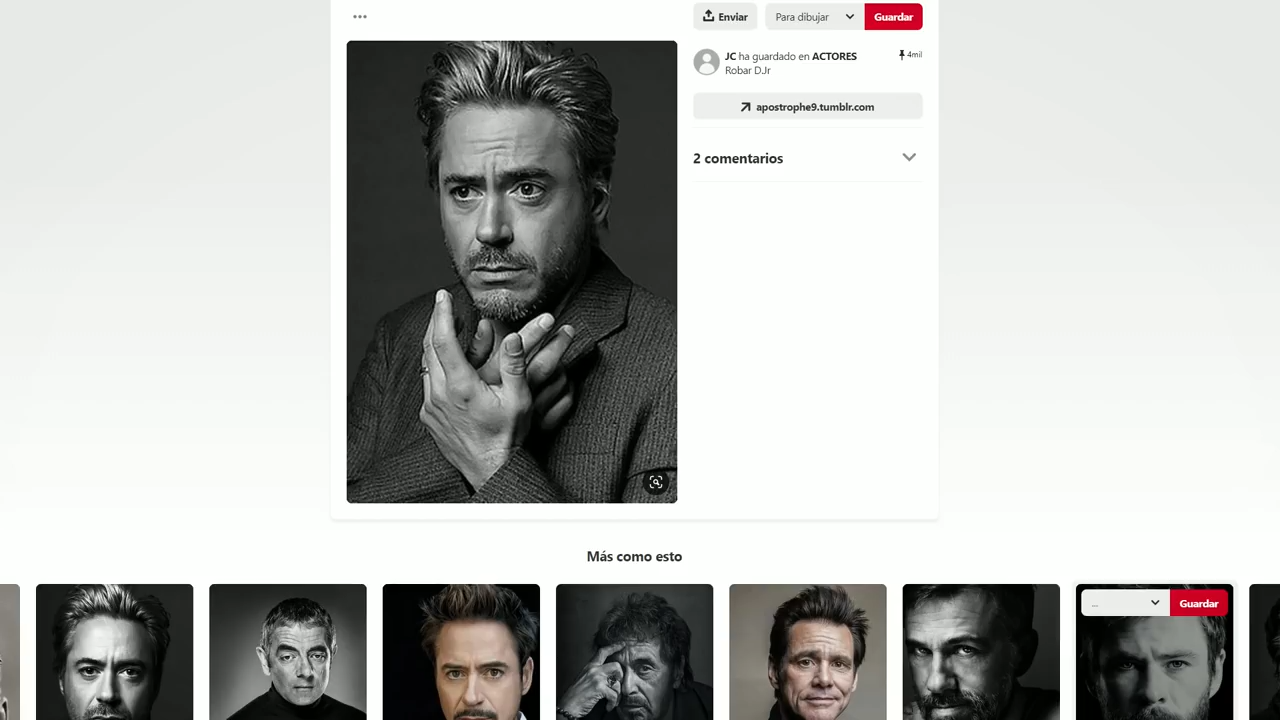 Enviar
Para dibujar
Guardar
JC ha guardado en ACTORES
4mil
Robar DJr
apostrophe9.tumblr.com
2 comentarios
Más como esto
...
Guardar